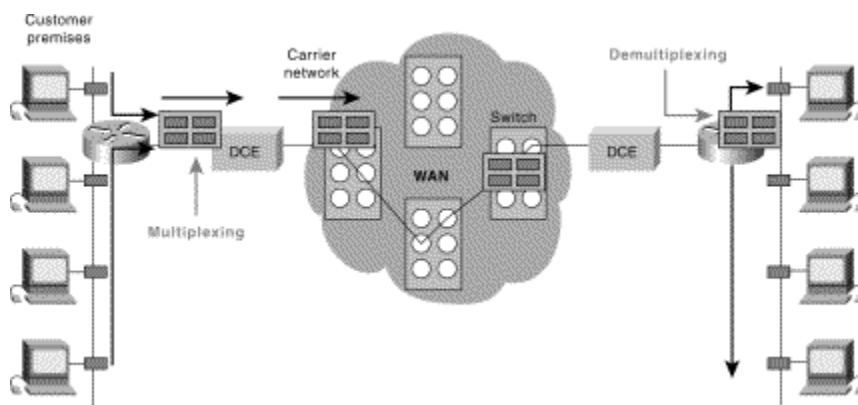 Customer
premises
Carrier
network
Demultiplexing
Switch
DCE
DCE
WAN
Multiplexing